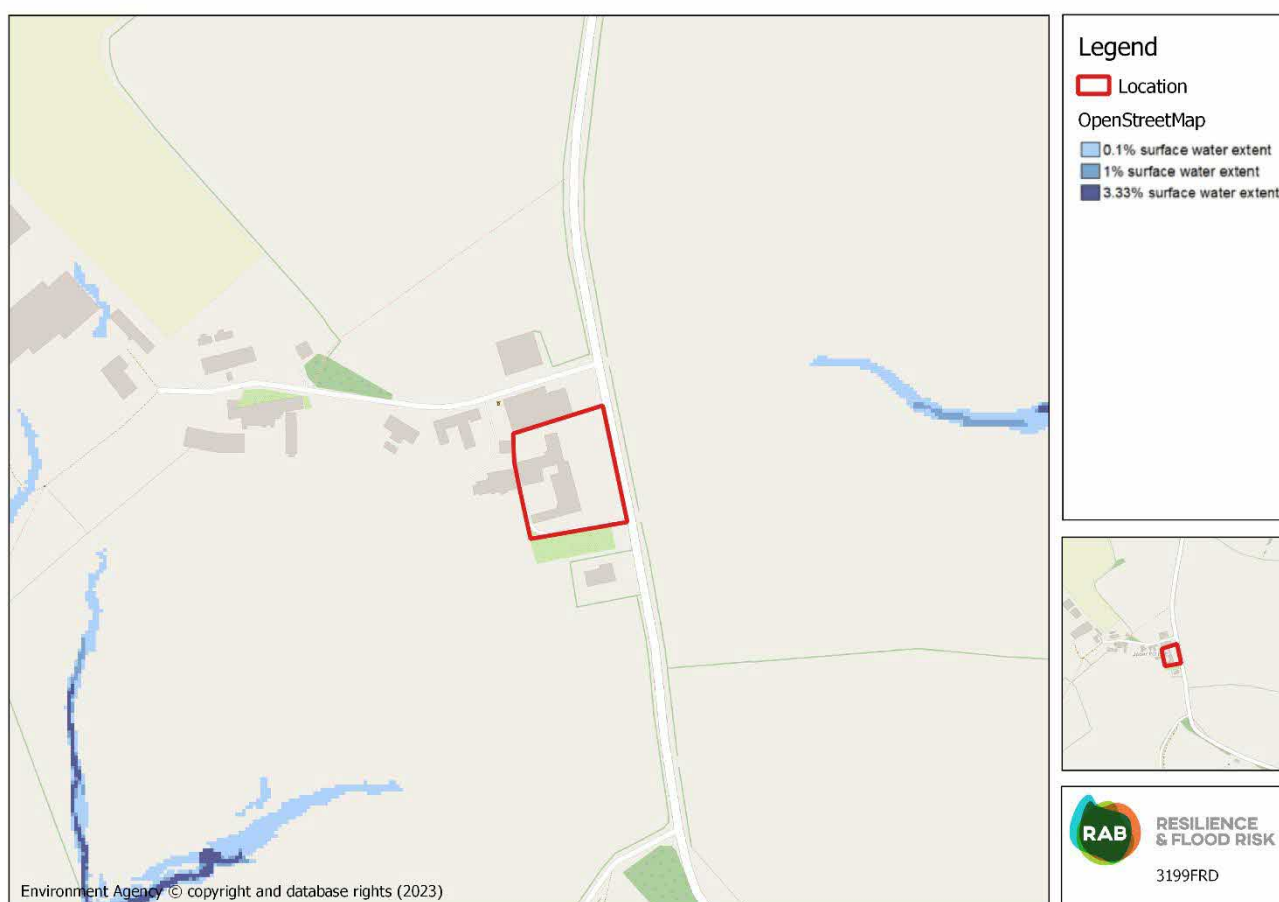 Legend
Location
OpenStreetMap
0.1% surface water extent
1% surface water extent
3.33% surface water extent
RAB
RESILIENCE
& FLOOD RISK
3199FRD
Environment Agency © copyright and database rights (2023)